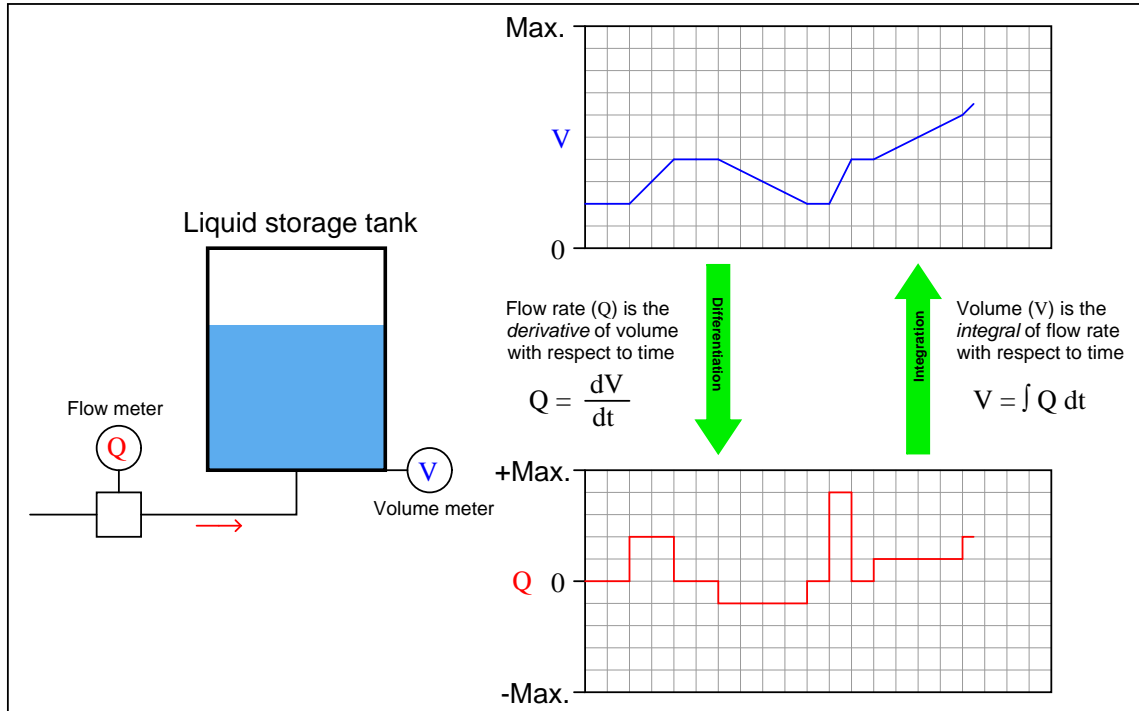 Max.
V
0
Liquid storage tank
Flow meter
Q
V
Volume meter
Flow rate (Q) is the
derivative of volume
with respect to time
Q = dV
dt
Differentiation
Integration
Volume (V) is the
integral of flow rate
with respect to time
V = ∫ Q dt
+Max.
Q 0
-Max.